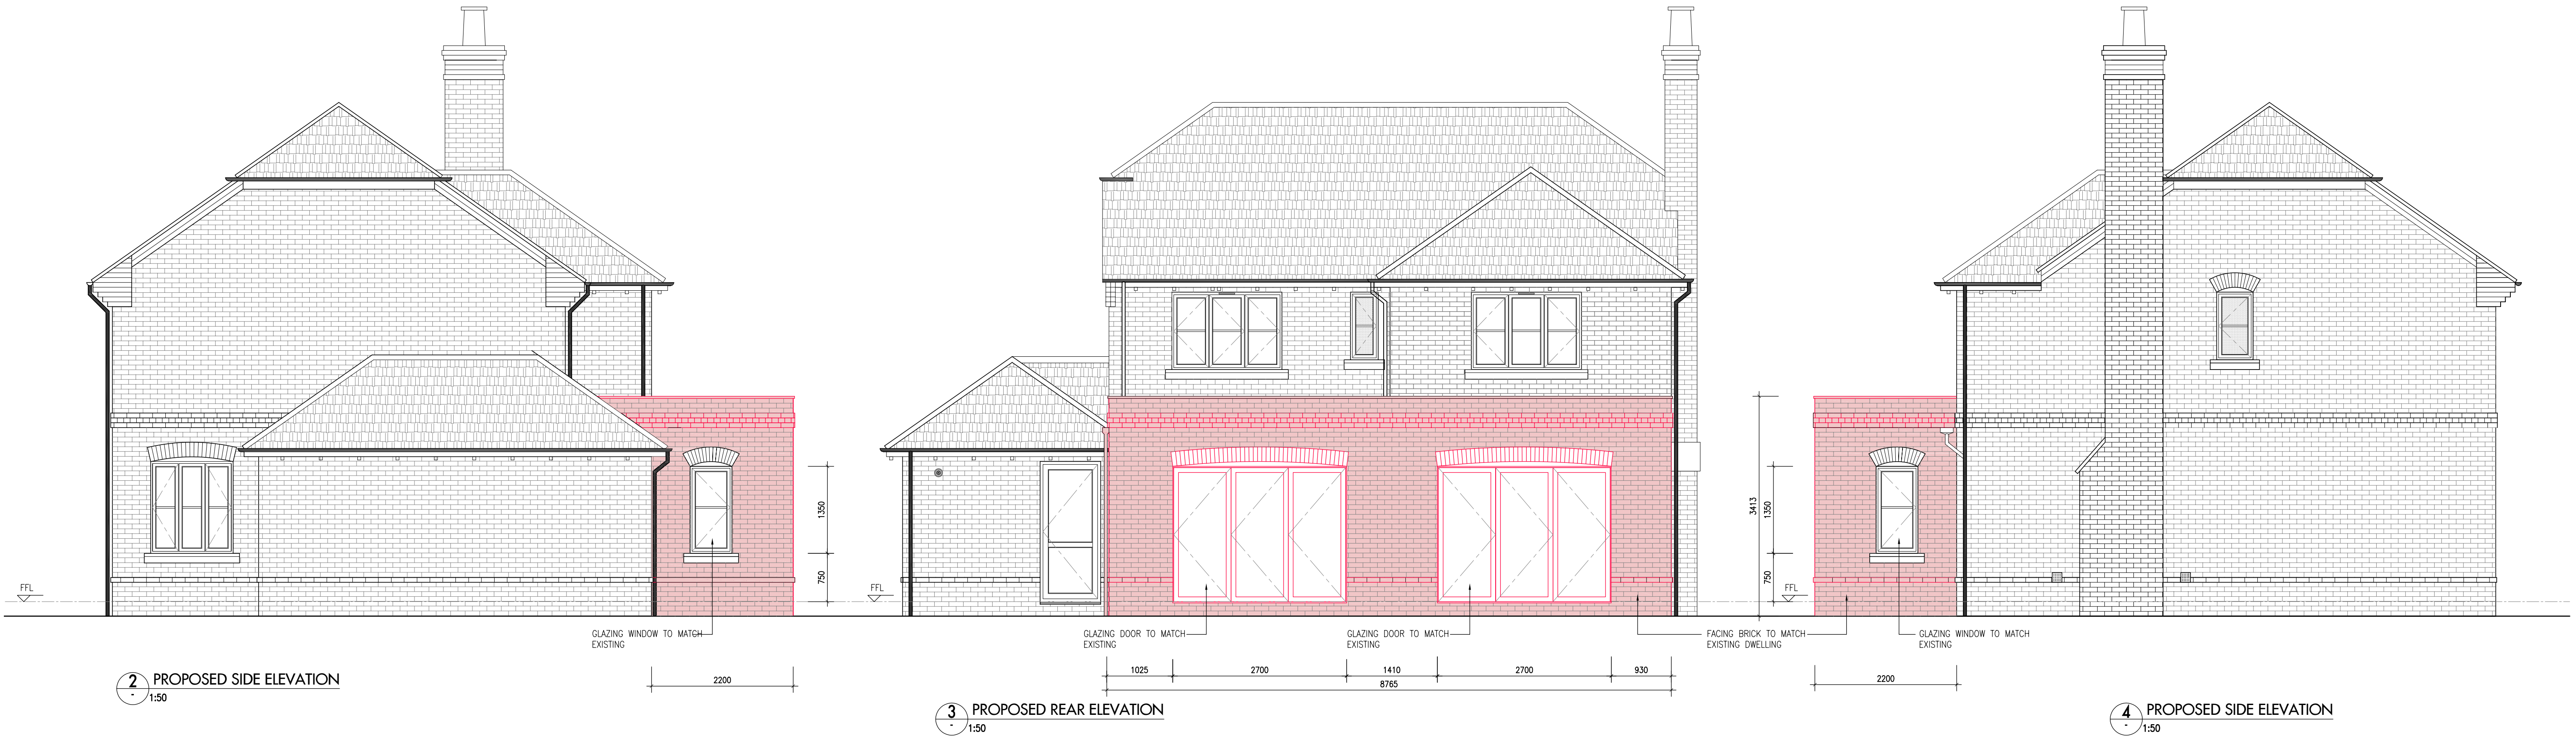 FFL
1350
750
GLAZING WINDOW TO MATCH
EXISTING
2200
2
-
PROPOSED SIDE ELEVATION
1:50
FFL
GLAZING DOOR TO MATCH
EXISTING
GLAZING DOOR TO MATCH
EXISTING
FACING BRICK TO MATCH
EXISTING DWELLING
1025 2700 1410 2700 930
8765
3
-
PROPOSED REAR ELEVATION
1:50
3413
1350
750
FFL
GLAZING WINDOW TO MATCH
EXISTING
2200
4
-
PROPOSED SIDE ELEVATION
1:50